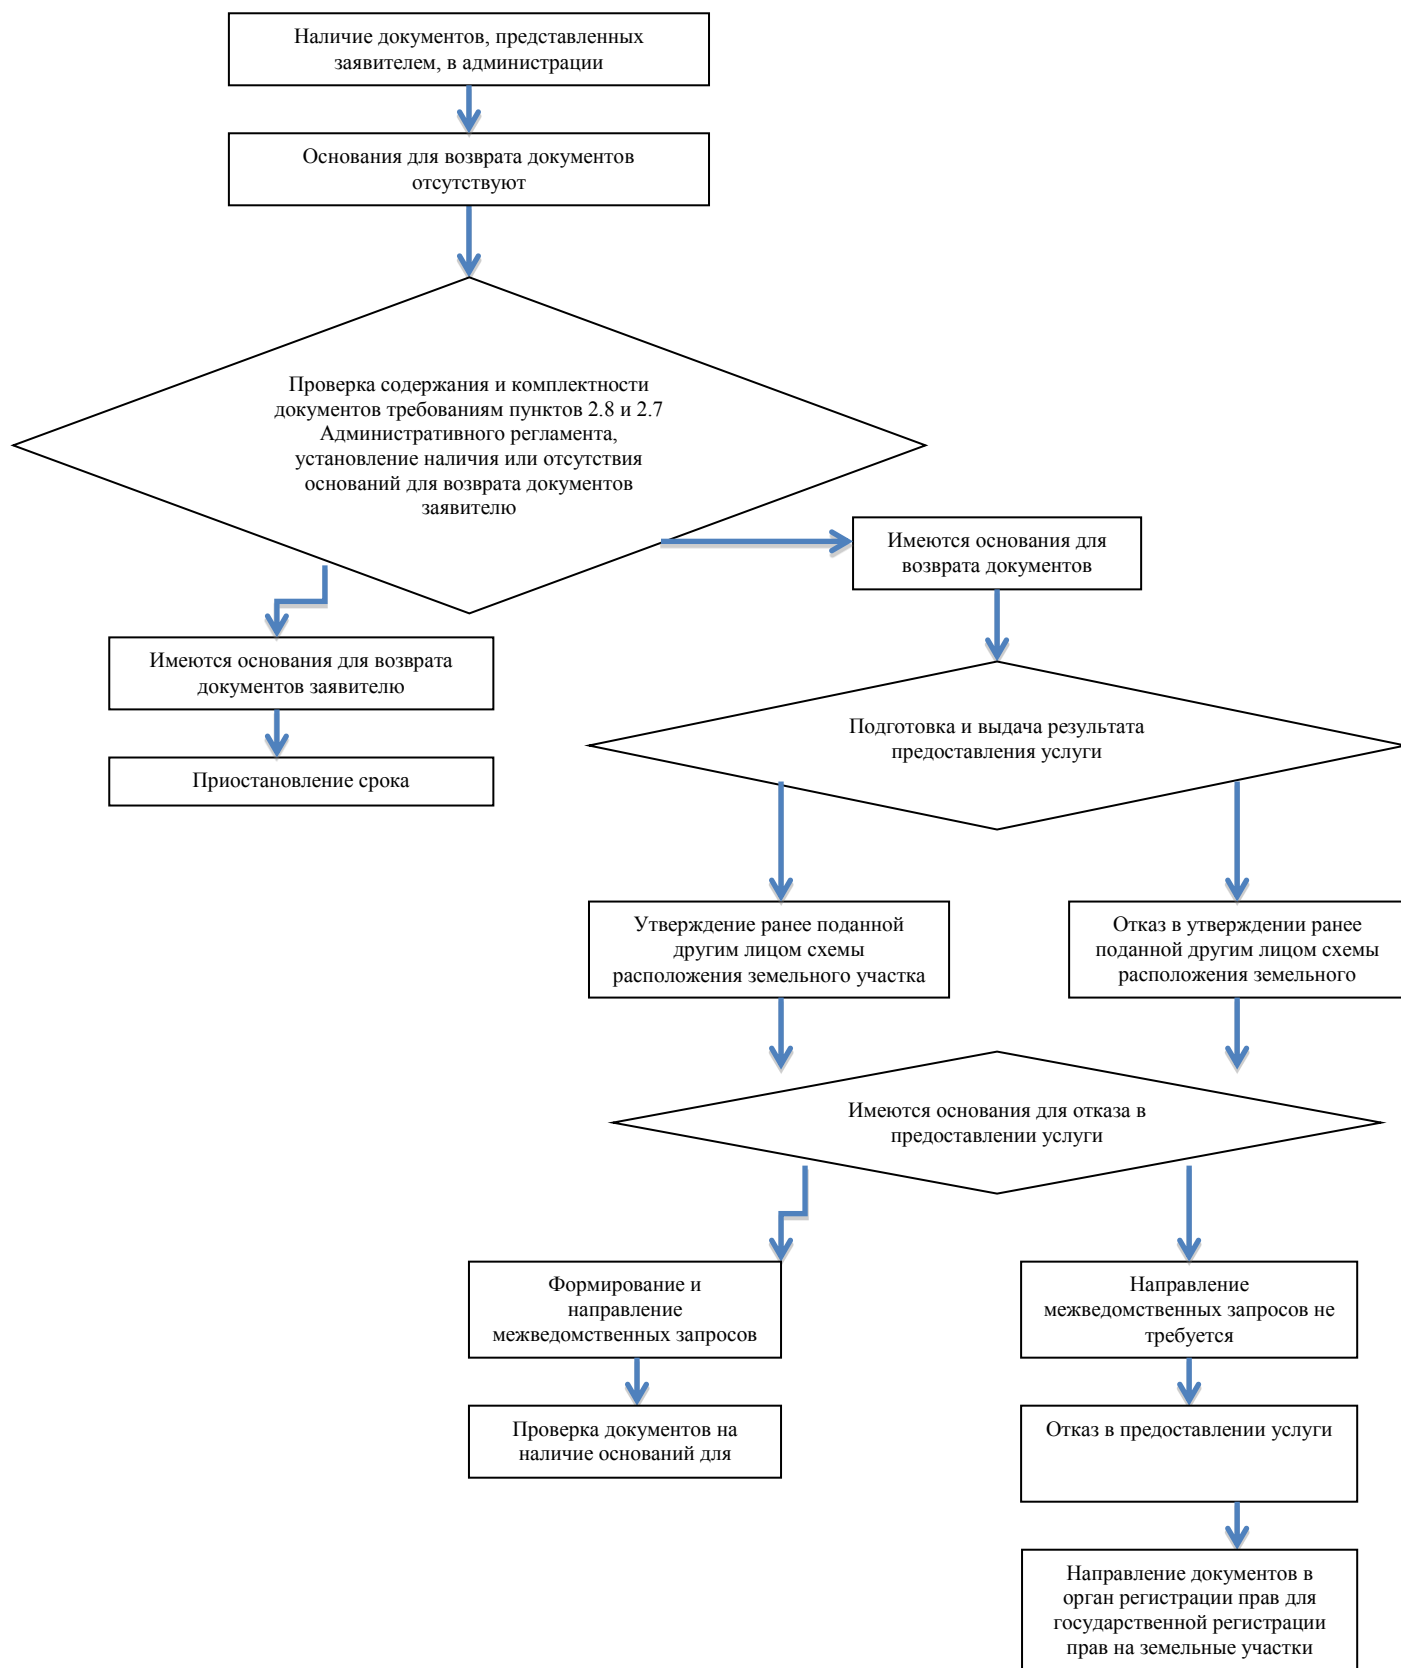 Наличие документов, представленных
заявителем, в администрации
Основания для возврата документов
отсутствуют
Проверка содержания и комплектности
документов требованиям пунктов 2.8 и 2.7
Административного регламента,
установление наличия или отсутствия
оснований для возврата документов
заявителю
Имеются основания для
возврата документов
Имеются основания для возврата
документов заявителю
Приостановление срока
Подготовка и выдача результата
предоставления услуги
Утверждение ранее поданной
другим лицом схемы
расположения земельного участка
Отказ в утверждении ранее
поданной другим лицом схемы
расположения земельного
Имеются основания для отказа в
предоставлении услуги
Формирование и
направление
межведомственных запросов
Направление
межведомственных запросов не
требуется
Проверка документов на
наличие оснований для
Отказ в предоставлении услуги
Направление документов в
орган регистрации прав для
государственной регистрации
прав на земельные участки